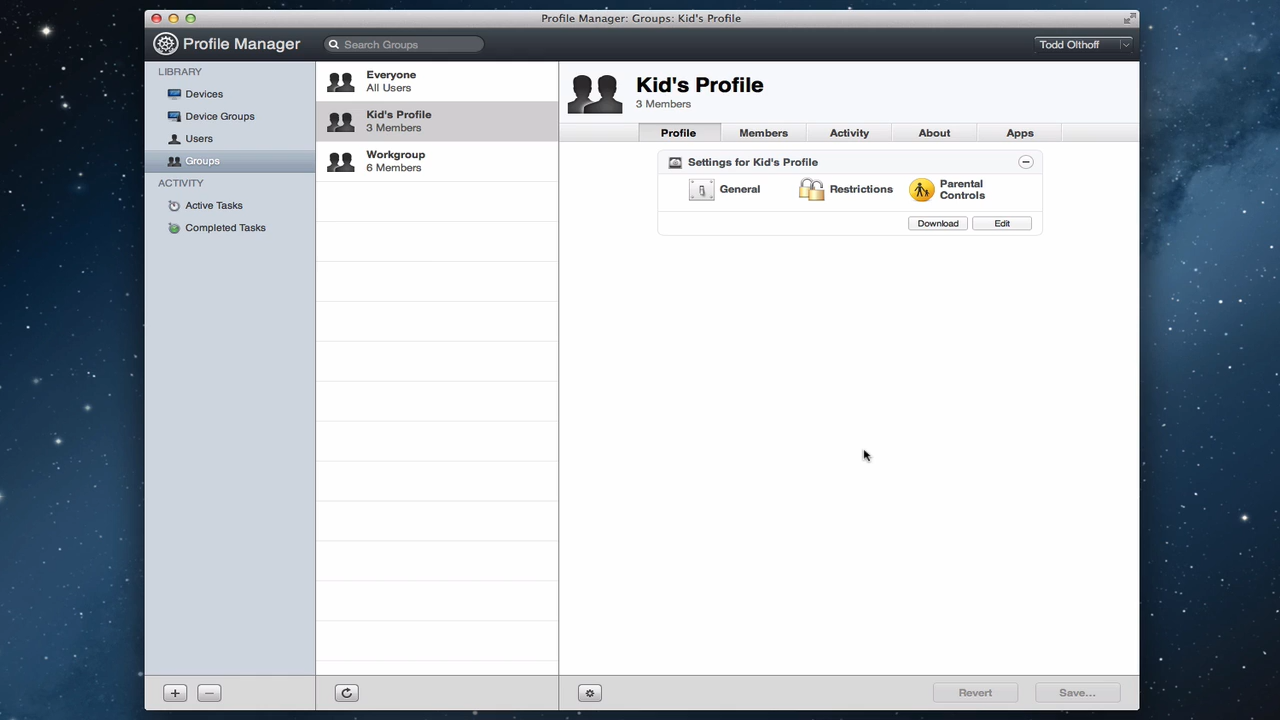 Profile Manager: Groups: Kid's Profile
Profile Manager
Search Groups
Todd Olthoff
LIBRARY
Devices
Device Groups
Users
Groups
ACTIVITY
Active Tasks
Completed Tasks
Everyone
All Users
Kid's Profile
3 Members
Workgroup
6 Members
Kid's Profile
3 Members
Profile
Members
Activity
About
Apps
Settings for Kid's Profile
General
Restrictions
Parental
Controls
Download
Edit
Revert
Save...